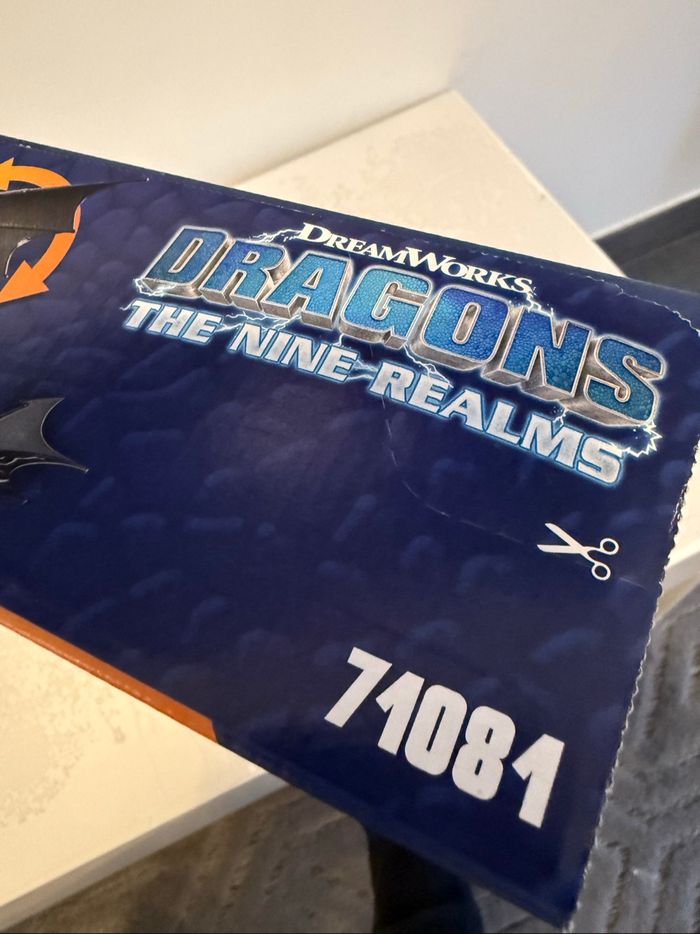 DREAMWORKS
DRAGONS
THE NINE REALMS
71081